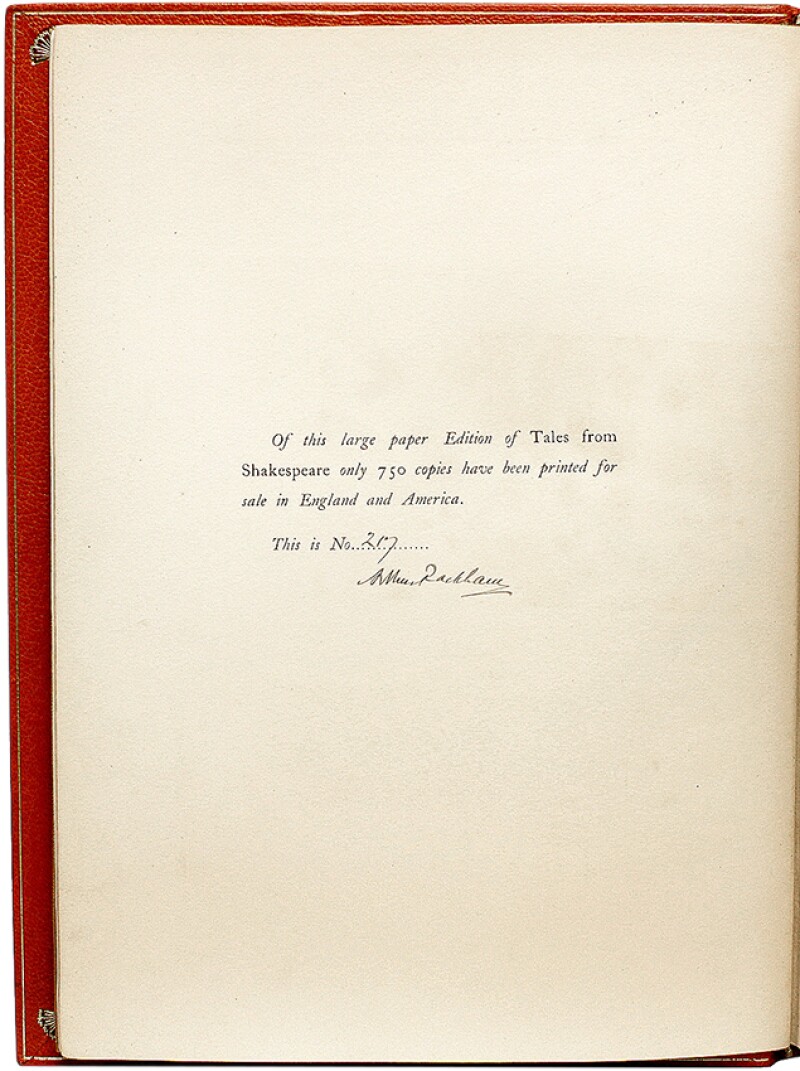 Of this large paper Edition of Tales from
Shakespeare only 750 copies have been printed for
sale in England and America.
This is No...217.......
Arthur Rackham